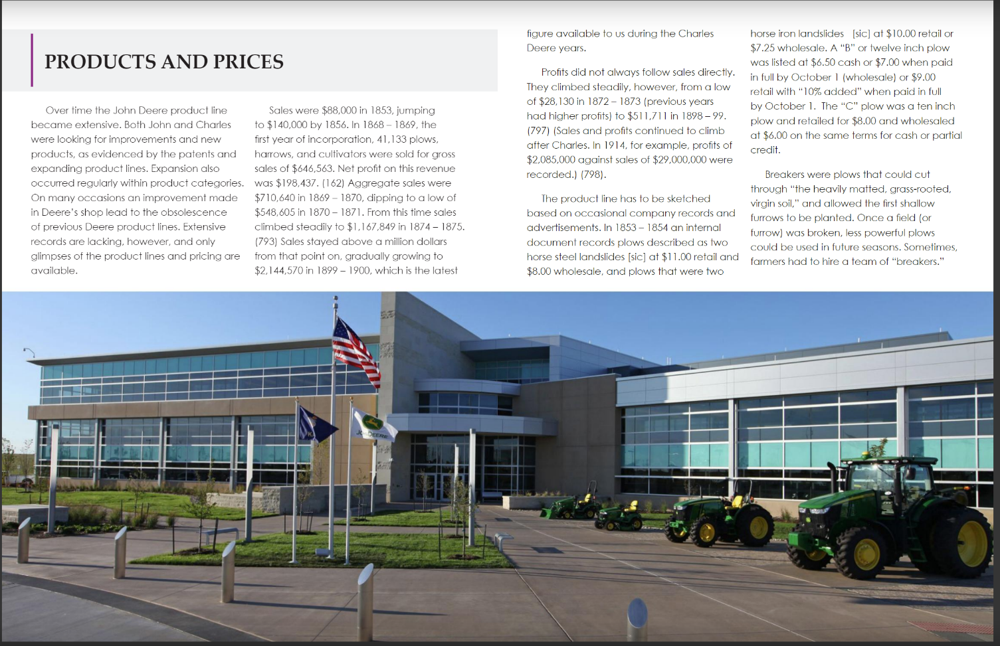 PRODUCTS AND PRICES
Over time the John Deere product line
became extensive. Both John and Charles
were looking for improvements and new
products, as evidenced by the patents and
expanding product lines. Expansion also
occurred regularly within product categories.
On many occasions an improvement made
in Deere's shop lead to the obsolescence
of previous Deere product lines. Extensive
records are lacking, however, and only
glimpses of the product lines and pricing are
available.
Sales were $88,000 in 1853, jumping
to $140,000 by 1856. In 1868 – 1869, the
first year of incorporation, 41,133 plows,
harrows, and cultivators were sold for gross
sales of $646,563. Net profit on this revenue
was $198,437. (162) Aggregate sales were
$710,640 in 1869 – 1870, dipping to a low of
$548,605 in 1870 – 1871. From this time sales
climbed steadily to $1,167,849 in 1874 – 1875.
(793) Sales stayed above a million dollars
from that point on, gradually growing to
$2,144,570 in 1899 – 1900, which is the latest
figure available to us during the Charles
Deere years.
Profits did not always follow sales directly.
They climbed steadily, however, from a low
of $28,130 in 1872 – 1873 (previous years
had higher profits) to $511,711 in 1898 – 99.
(797) (Sales and profits continued to climb
after Charles. In 1914, for example, profits of
$2,085,000 against sales of $29,000,000 were
recorded.) (798).
The product line has to be sketched
based on occasional company records and
advertisements. In 1853 – 1854 an internal
document records plows described as two
horse steel landslides [sic] at $11.00 retail and
$8.00 wholesale, and plows that were two
horse iron landslides [sic] at $10.00 retail or
$7.25 wholesale. A “B” or twelve inch plow
was listed at $6.50 cash or $7.00 when paid
in full by October 1 (wholesale) or $9.00
retail with “10% added” when paid in full
by October 1. The “C” plow was a ten inch
plow and retailed for $8.00 and wholesaled
at $6.00 on the same terms for cash or partial
credit.
Breakers were plows that could cut
through “the heavily matted, grass-rooted,
virgin soil,” and allowed the first shallow
furrows to be planted. Once a field (or
furrow) was broken, less powerful plows
could be used in future seasons. Sometimes,
farmers had to hire a team of “breakers.”
JOHN DEERE